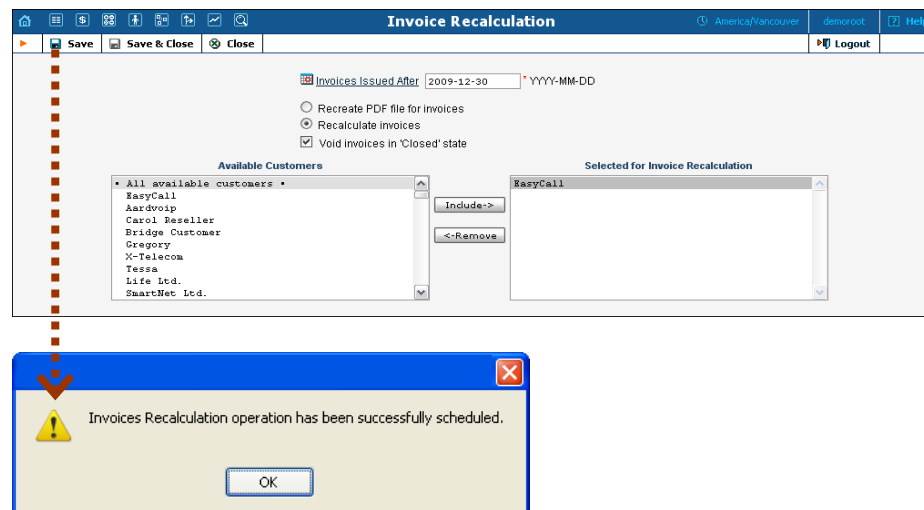 Invoice Recalculation America/Vancouver demoroot ? Help
Save Save & Close Close Logout
Invoices Issued After 2009-12-30 * YYYY-MM-DD
Recreate PDF file for invoices
Recalculate invoices
Void invoices in 'Closed' state
Available Customers Selected for Invoice Recalculation
• All available customers • EasyCall
EasyCall
Aardvoip Include->
Carol Reseller
Bridge Customer <-Remove
Gregory
X-Telecom
Tessa
Life Ltd.
SmartNet Ltd.
Invoices Recalculation operation has been successfully scheduled.
OK